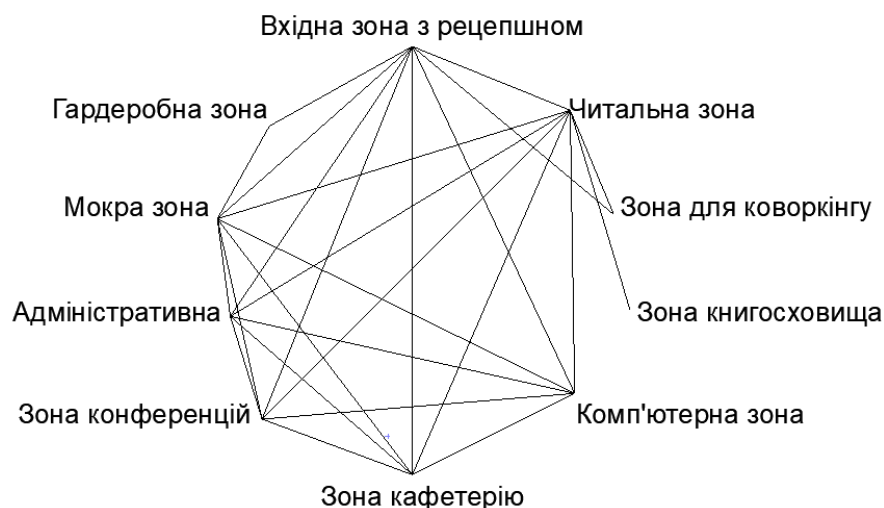 Вхідна зона з рецепшном
Гардеробна зона
Читальна зона
Мокра зона
Зона для коворкінгу
Адміністративна
Зона книгосховища
Зона конференцій
Комп'ютерна зона
Зона кафетерію